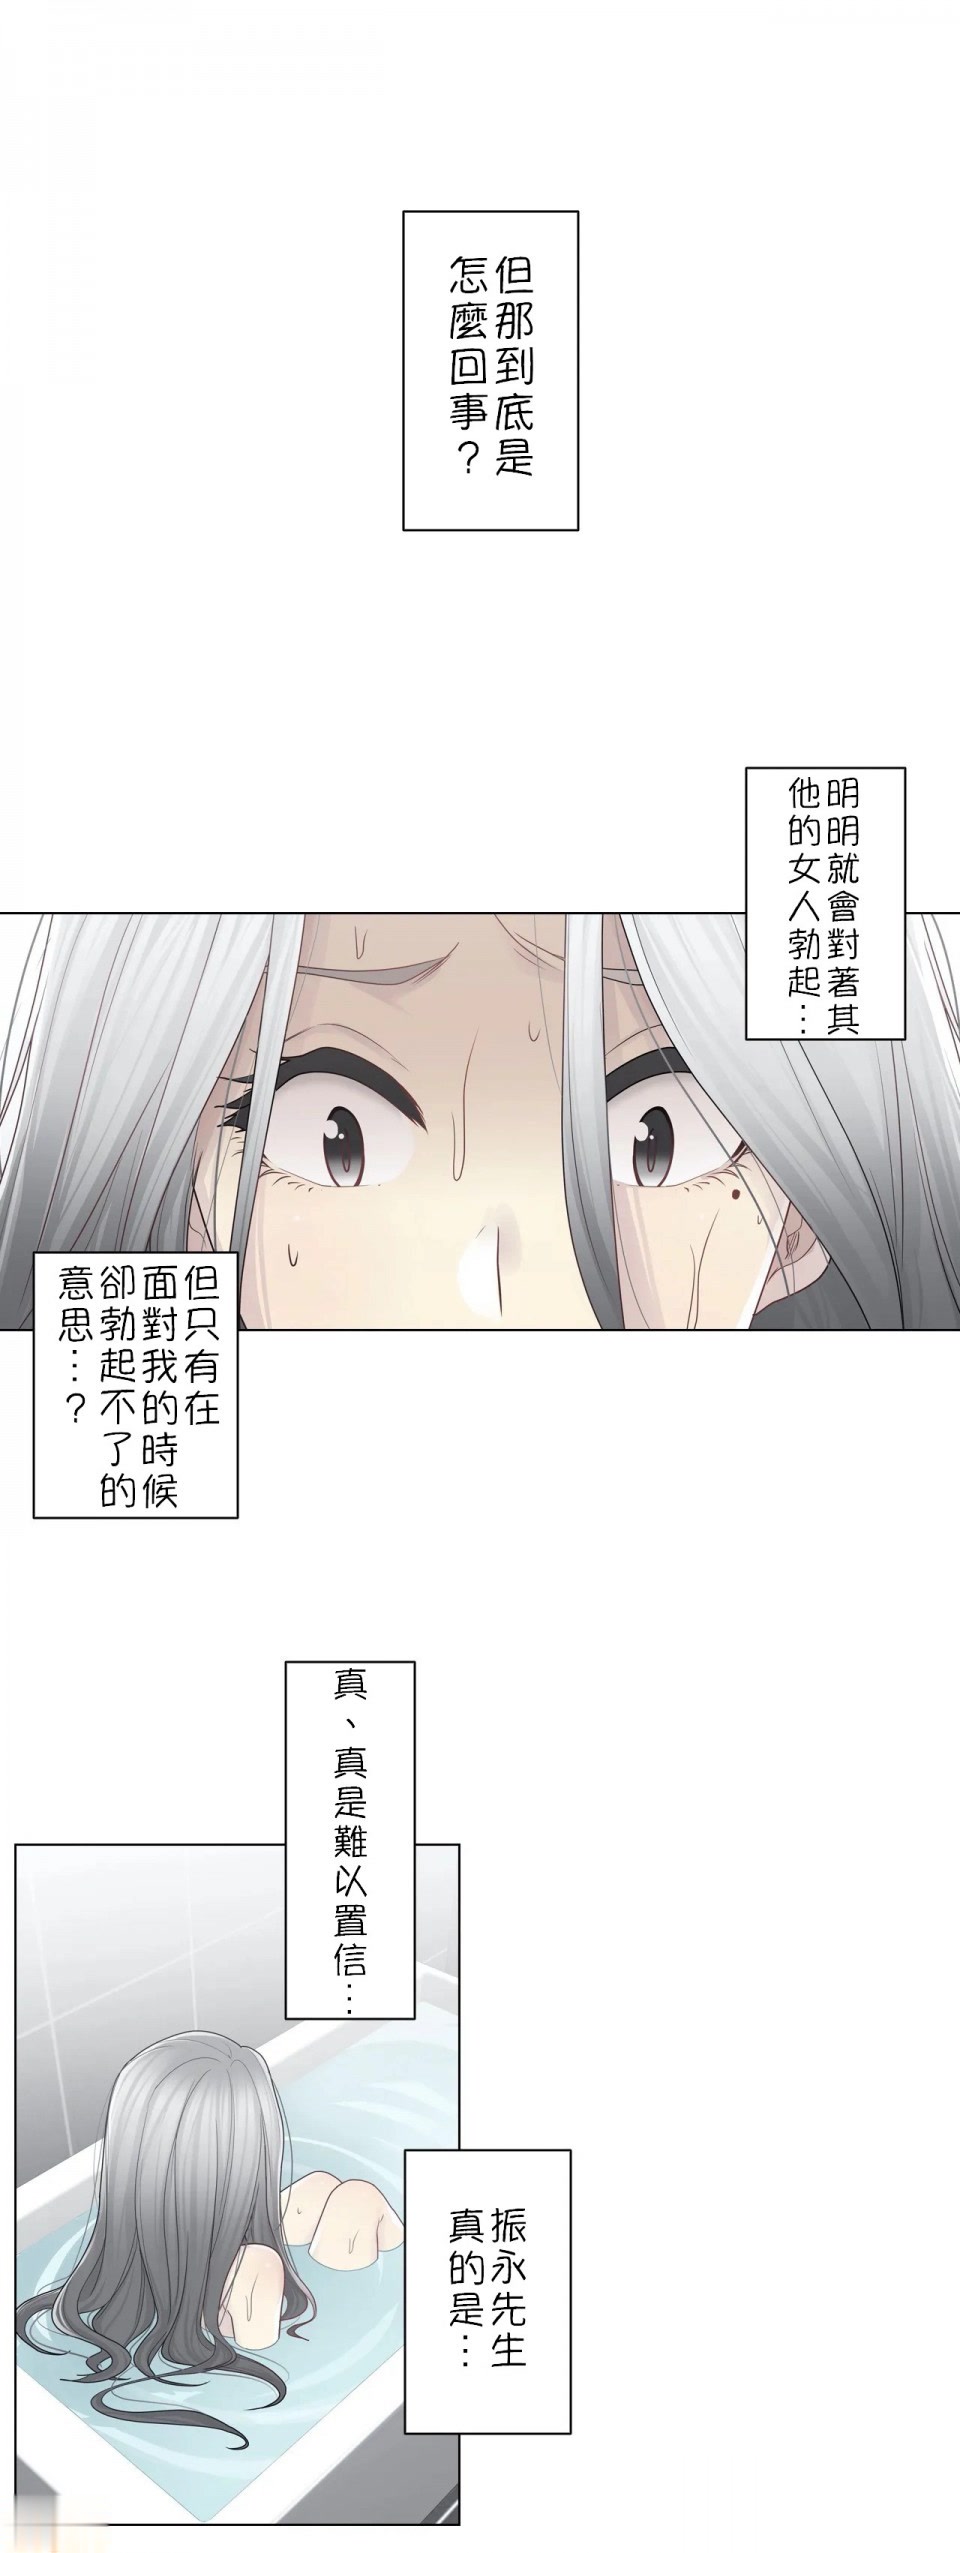 但那到底是
怎麼回事？
明明就會對著其
他的女人勃起…
但只有在
面對我的時候
卻勃起不了的
意思…？
真、真是難以置信…
振永先生
真的是…